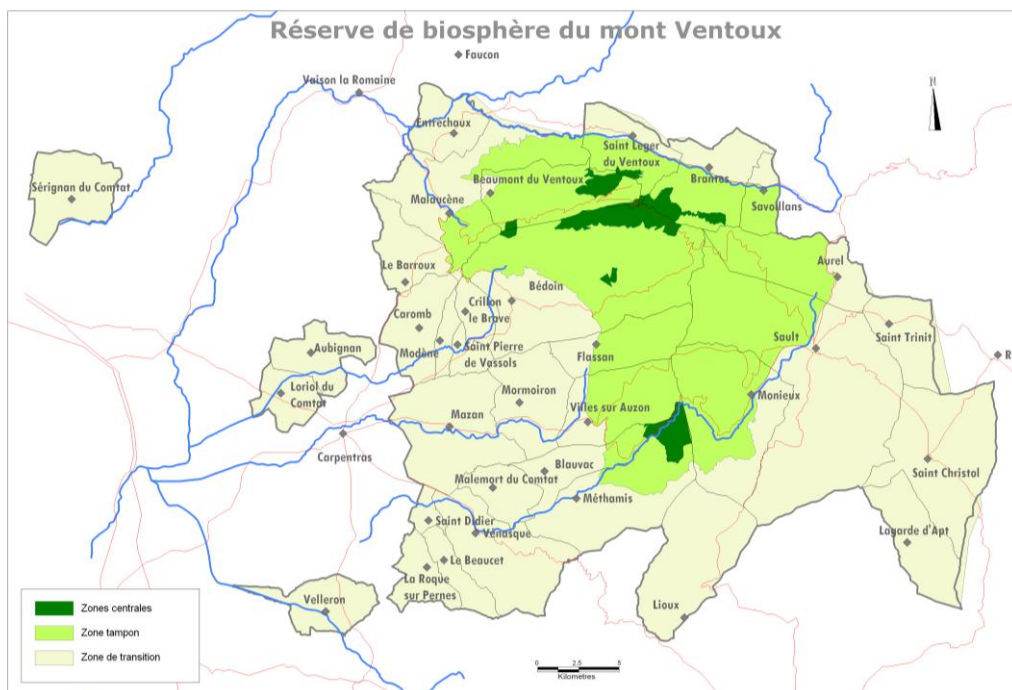 Réserve de biosphère du mont Ventoux
Faucon
Vaison la Romaine
N
Entrechaux
Saint Leger
du Ventoux
Brantes
Sérignan du Comtat
Beaumont du Ventoux
Savoillans
Malaucène
Le Barroux
Aurel
Bédoin
Crillon
le Brave
Caromb
Saint Trinit
Sault
Aubignan
Modène
Saint Pierre
de Vassols
Flassan
R
Loriol du
Comtat
Monieux
Mormoiron
Mazan
Villes sur Auzon
Carpentras
Blauvac
Saint Christol
Malemort du Comtat
Méthamis
Saint Didier
Vénasque
Lagarde d'Apt
Le Beaucet
La Roque
sur Pernes
Velleron
Lioux
Zones centrales
Zone tampon
Zone de transition
0 2,5 5
Kilomètres